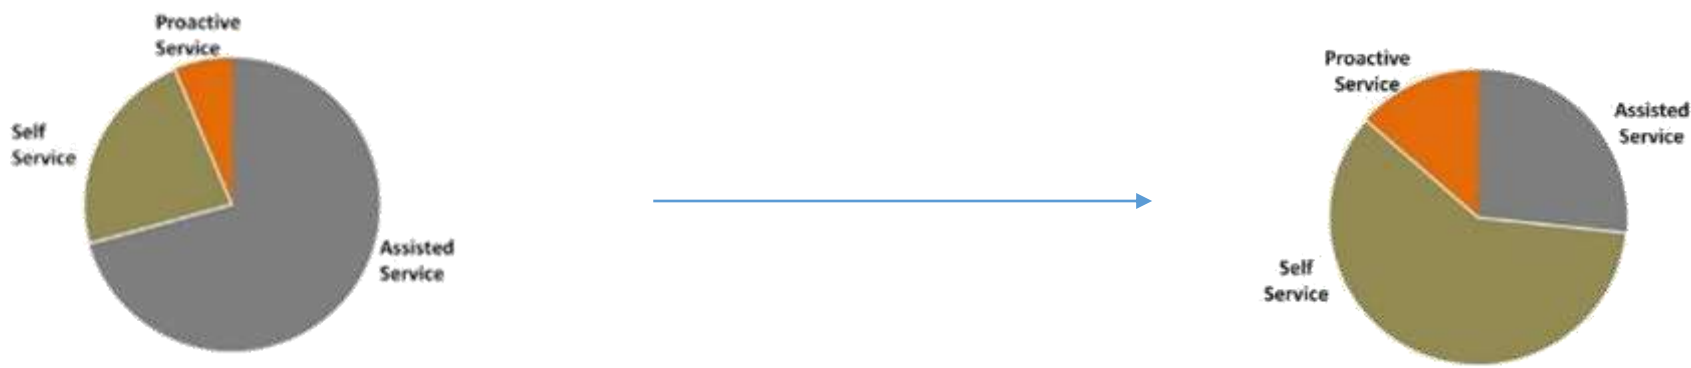 Proactive
Service
Self
Service
Assisted
Service
Proactive
Service
Assisted
Service
Self
Service